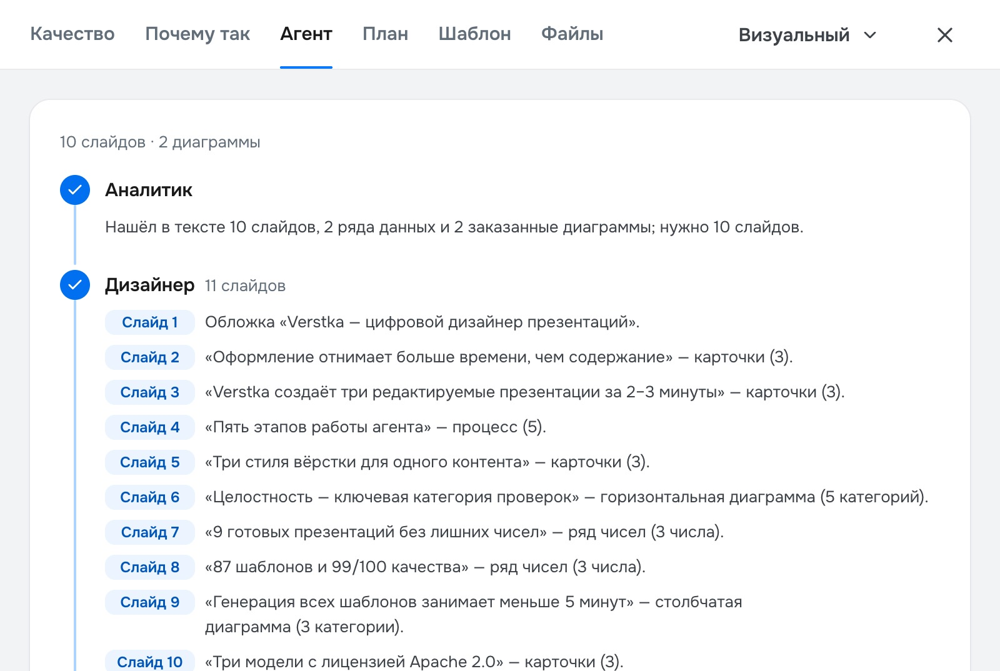 Качество Почему так Агент План Шаблон Файлы Визуальный
10 слайдов · 2 диаграммы
Аналитик
Нашёл в тексте 10 слайдов, 2 ряда данных и 2 заказанные диаграммы; нужно 10 слайдов.
Дизайнер 11 слайдов
Слайд 1 Обложка «Verstka — цифровой дизайнер презентаций».
Слайд 2 «Оформление отнимает больше времени, чем содержание» — карточки (3).
Слайд 3 «Verstka создаёт три редактируемые презентации за 2–3 минуты» — карточки (3).
Слайд 4 «Пять этапов работы агента» — процесс (5).
Слайд 5 «Три стиля вёрстки для одного контента» — карточки (3).
Слайд 6 «Целостность — ключевая категория проверок» — горизонтальная диаграмма (5 категорий).
Слайд 7 «9 готовых презентаций без лишних чисел» — ряд чисел (3 числа).
Слайд 8 «87 шаблонов и 99/100 качества» — ряд чисел (3 числа).
Слайд 9 «Генерация всех шаблонов занимает меньше 5 минут» — столбчатая
диаграмма (3 категории).
Слайд 10 «Три модели с лицензией Apache 2.0» — карточки (3).